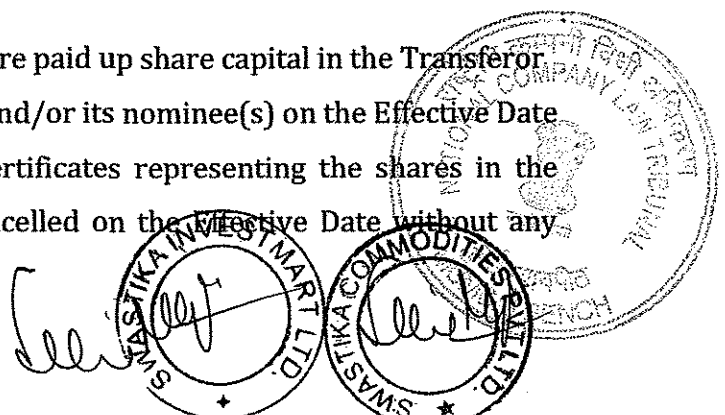 re paid up share capital in the Transferor
nd/or its nominee(s) on the Effective Date
ertificates representing the shares in the
celled on the Effective Date without any
SWASTIKA INVESTMART LTD.
SWASTIKA COMMODITIES PVT. LTD.
NATIONAL COMPANY LAW TRIBUNAL
BENCH